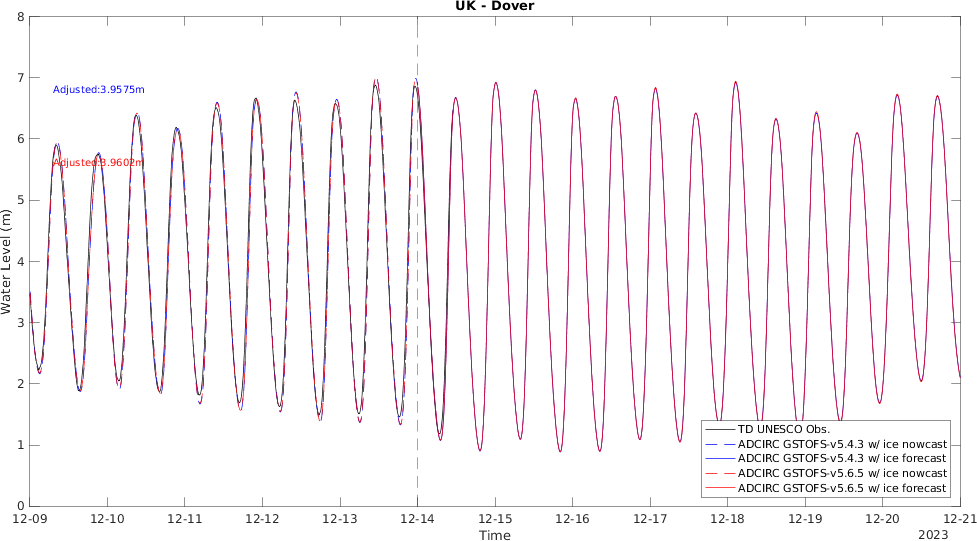 UK - Dover
8
7
6
5
4
3
2
1
0
Water Level (m)
Adjusted:3.9575m
Adjusted:3.9602m
TD UNESCO Obs.
ADCIRC GSTOFS-v5.4.3 w/ ice nowcast
ADCIRC GSTOFS-v5.4.3 w/ ice forecast
ADCIRC GSTOFS-v5.6.5 w/ ice nowcast
ADCIRC GSTOFS-v5.6.5 w/ ice forecast
12-09 12-10 12-11 12-12 12-13 12-14 12-15 12-16 12-17 12-18 12-19 12-20 12-21
Time
2023